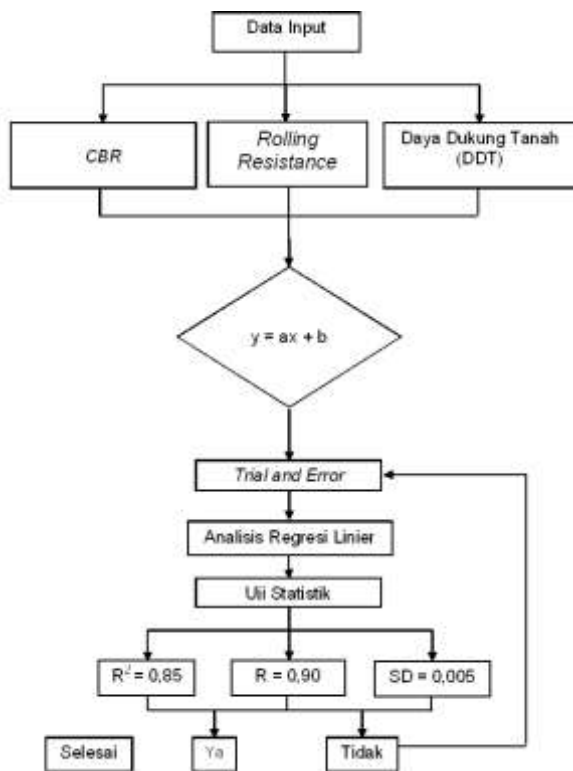 Data Input
CBR
Rolling
Resistance
Daya Dukung Tanah
(DDT)
y = ax + b
Trial and Error
Analisis Regresi Linier
Uji Statistik
R² = 0,85
R = 0,90
SD = 0,005
Selesai
Ya
Tidak